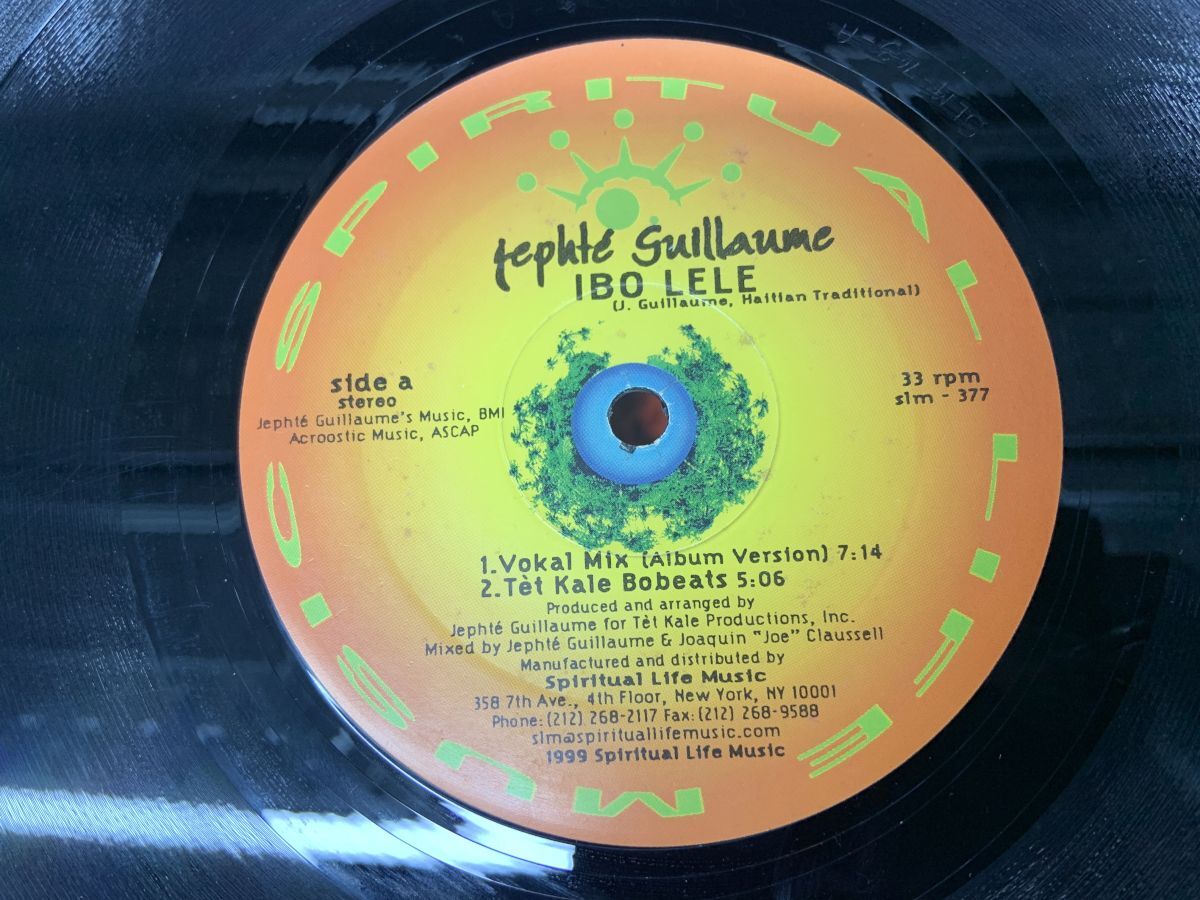 SPIRITUAL LIFE MUSIC
Jephté Guillaume
IBO LELE
(J. Guillaume, Haitian Traditional)
side a
stereo
Jephté Guillaume's Music, BMI
Acroostic Music, ASCAP
33 rpm
slm - 377
1.Vokal Mix (Album Version) 7:14
2.Tèt Kale Bobeats 5:06
Produced and arranged by
Jephté Guillaume for Tèt Kale Productions, Inc.
Mixed by Jephté Guillaume & Joaquin "Joe" Claussell
Manufactured and distributed by
Spiritual Life Music
358 7th Ave., 4th Floor, New York, NY 10001
Phone:(212) 268-2117 Fax:(212) 268-9588
slm@spirituallifemusic.com
1999 Spiritual Life Music